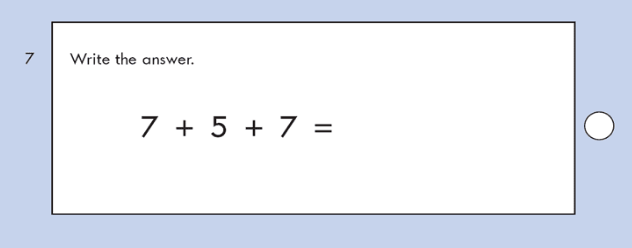 7 Write the answer.
7 + 5 + 7 =